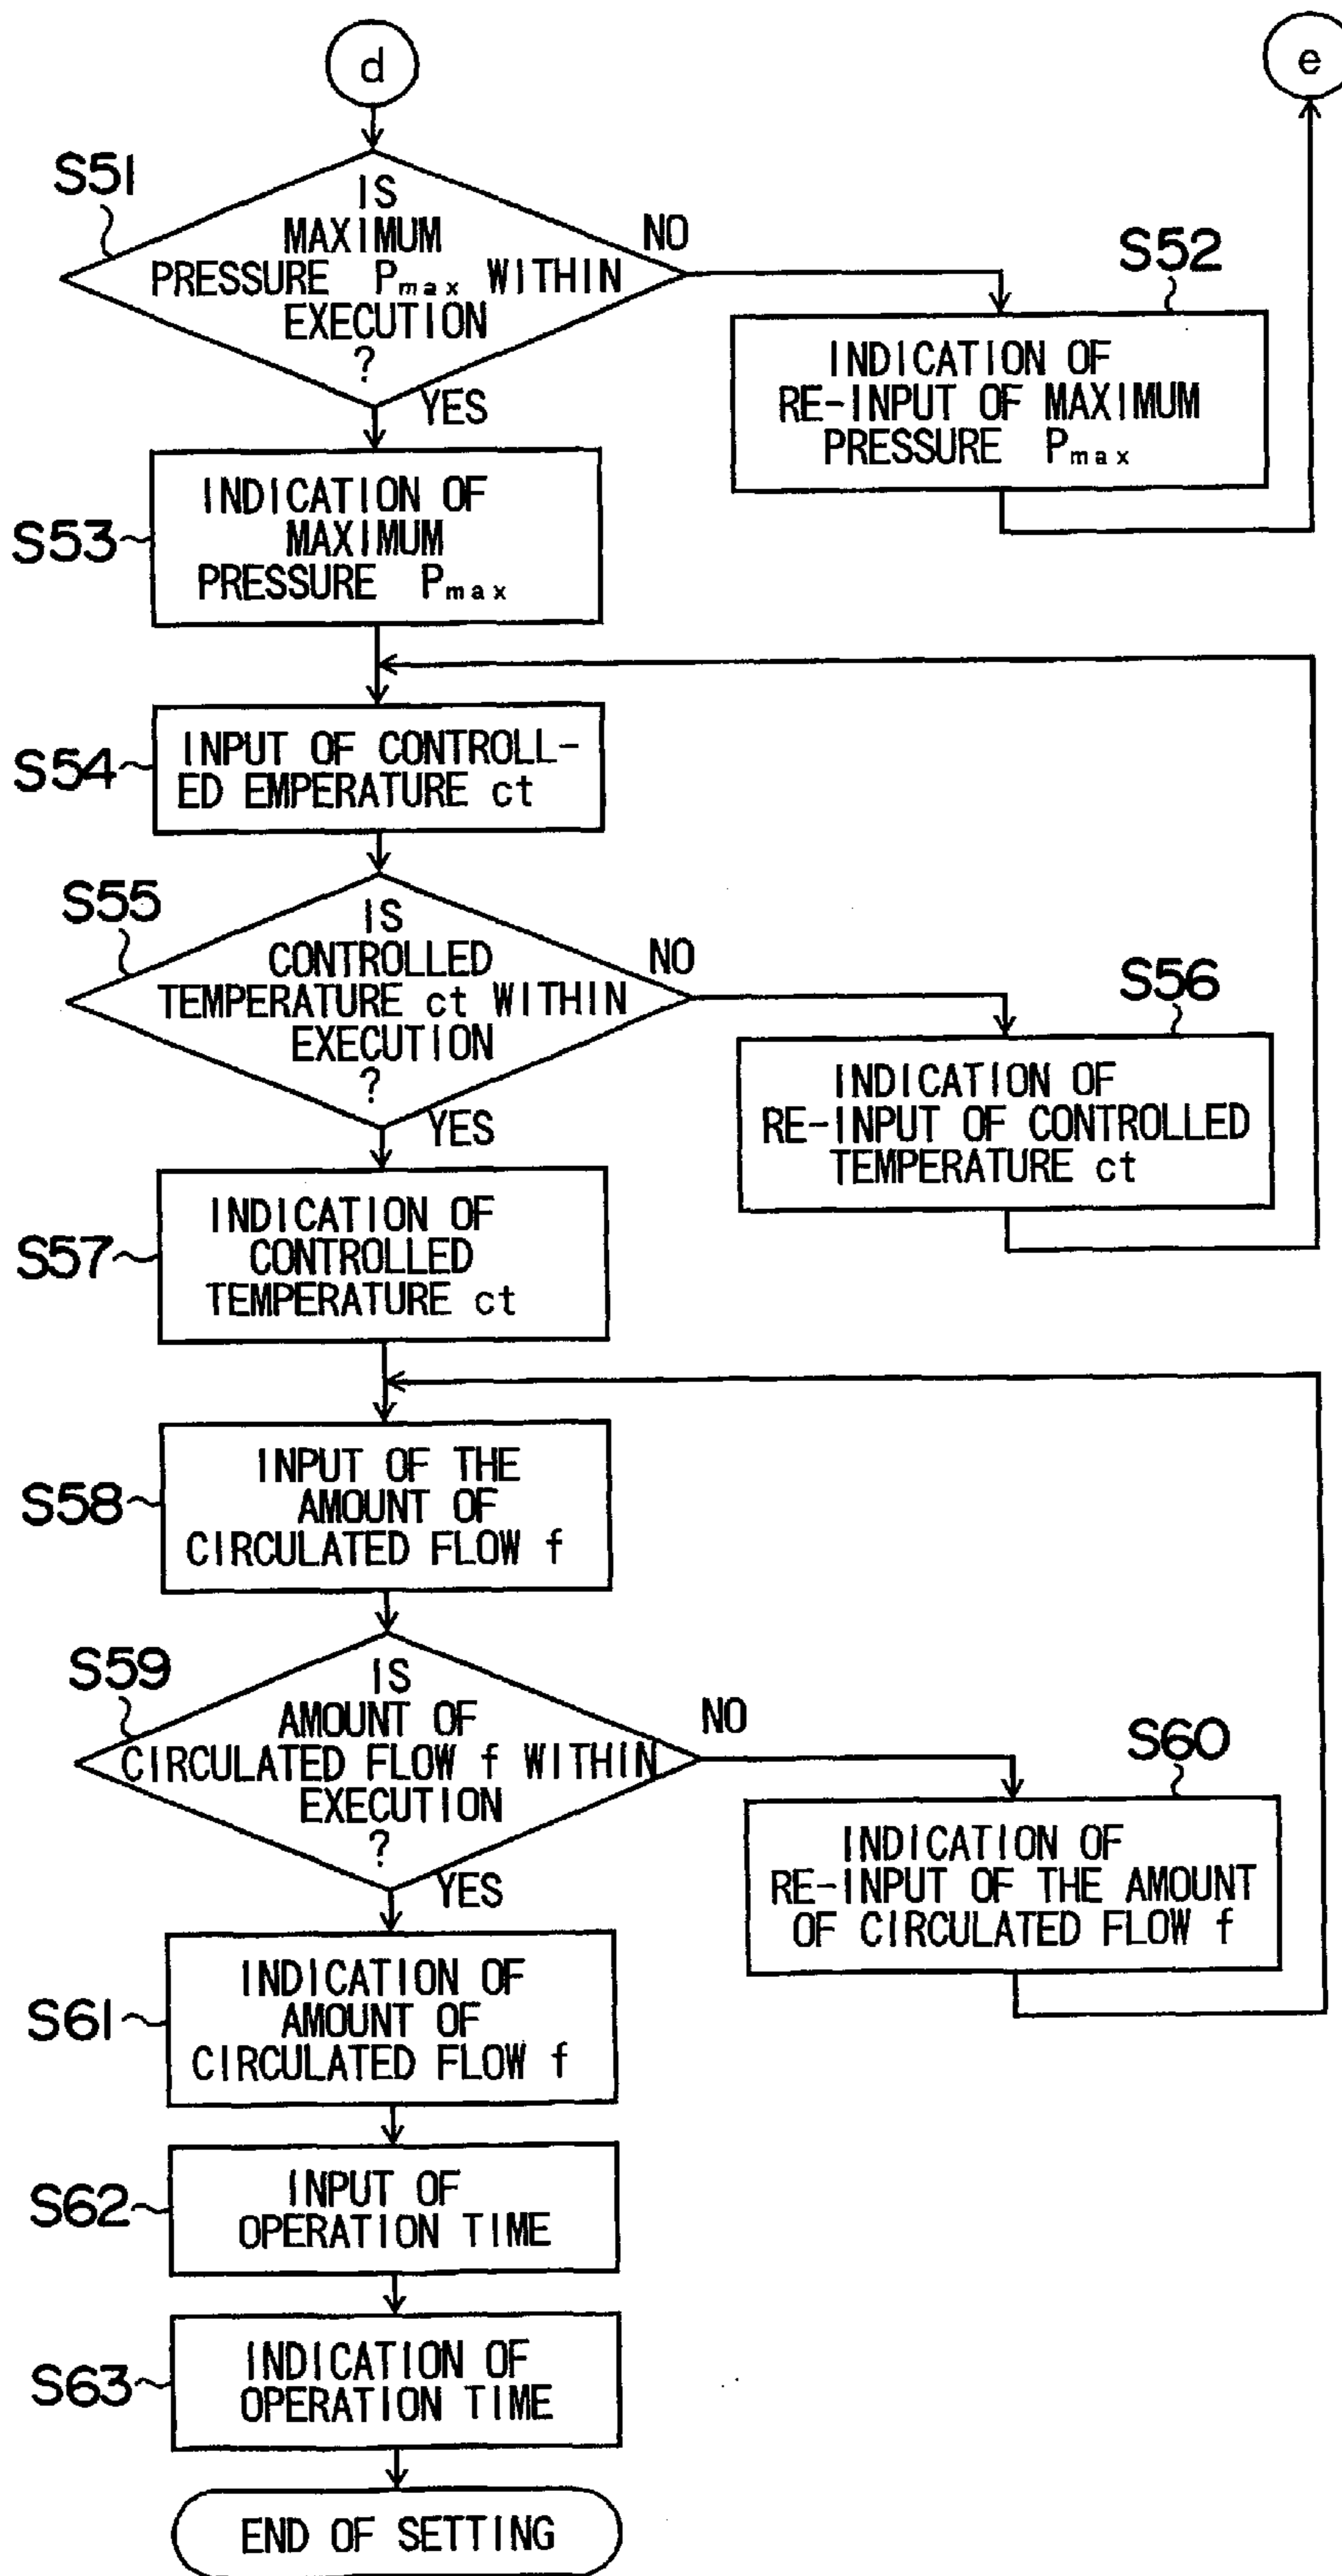 d
e
S51
IS
MAXIMUM
PRESSURE Pmax WITHIN
EXECUTION
?
NO
YES
S52
INDICATION OF
RE-INPUT OF MAXIMUM
PRESSURE Pmax
S53
INDICATION OF
MAXIMUM
PRESSURE Pmax
S54
INPUT OF CONTROLL-
ED EMPERATURE ct
S55
IS
CONTROLLED
TEMPERATURE ct WITHIN
EXECUTION
?
NO
YES
S56
INDICATION OF
RE-INPUT OF CONTROLLED
TEMPERATURE ct
S57
INDICATION OF
CONTROLLED
TEMPERATURE ct
S58
INPUT OF THE
AMOUNT OF
CIRCULATED FLOW f
S59
IS
AMOUNT OF
CIRCULATED FLOW f WITHIN
EXECUTION
?
NO
YES
S60
INDICATION OF
RE-INPUT OF THE AMOUNT
OF CIRCULATED FLOW f
S61
INDICATION OF
AMOUNT OF
CIRCULATED FLOW f
S62
INPUT OF
OPERATION TIME
S63
INDICATION OF
OPERATION TIME
END OF SETTING